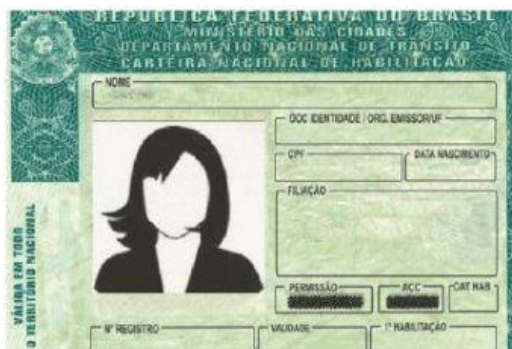 REPÚBLICA FEDERATIVA DO BRASIL
MINISTÉRIO DAS CIDADES
DEPARTAMENTO NACIONAL DE TRÂNSITO
CARTEIRA NACIONAL DE HABILITAÇÃO
NOME
DOC IDENTIDADE / ORG. EMISSOR/UF
CPF DATA NASCIMENTO
FILIAÇÃO
PERMISSÃO ACC CAT HAB
Nº REGISTRO VALIDADE 1ª HABILITAÇÃO
VÁLIDA EM TODO
O TERRITÓRIO NACIONAL